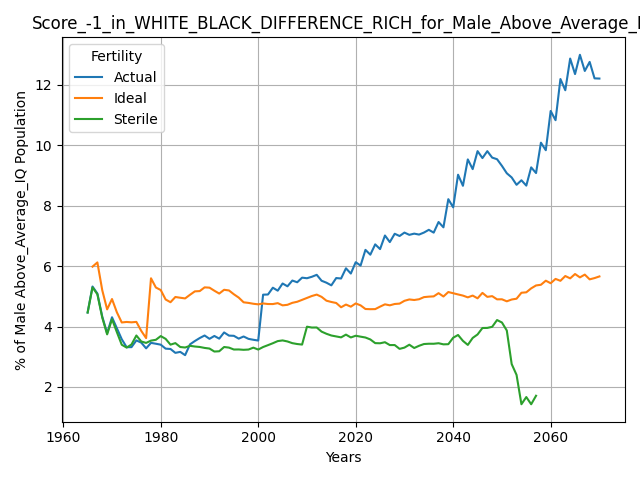 Score_-1_in_WHITE_BLACK_DIFFERENCE_RICH_for_Male_Above_Average_I
Fertility
Actual
Ideal
Sterile
% of Male Above_Average_IQ Population
12
10
8
6
4
2
1960 1980 2000 2020 2040 2060
Years